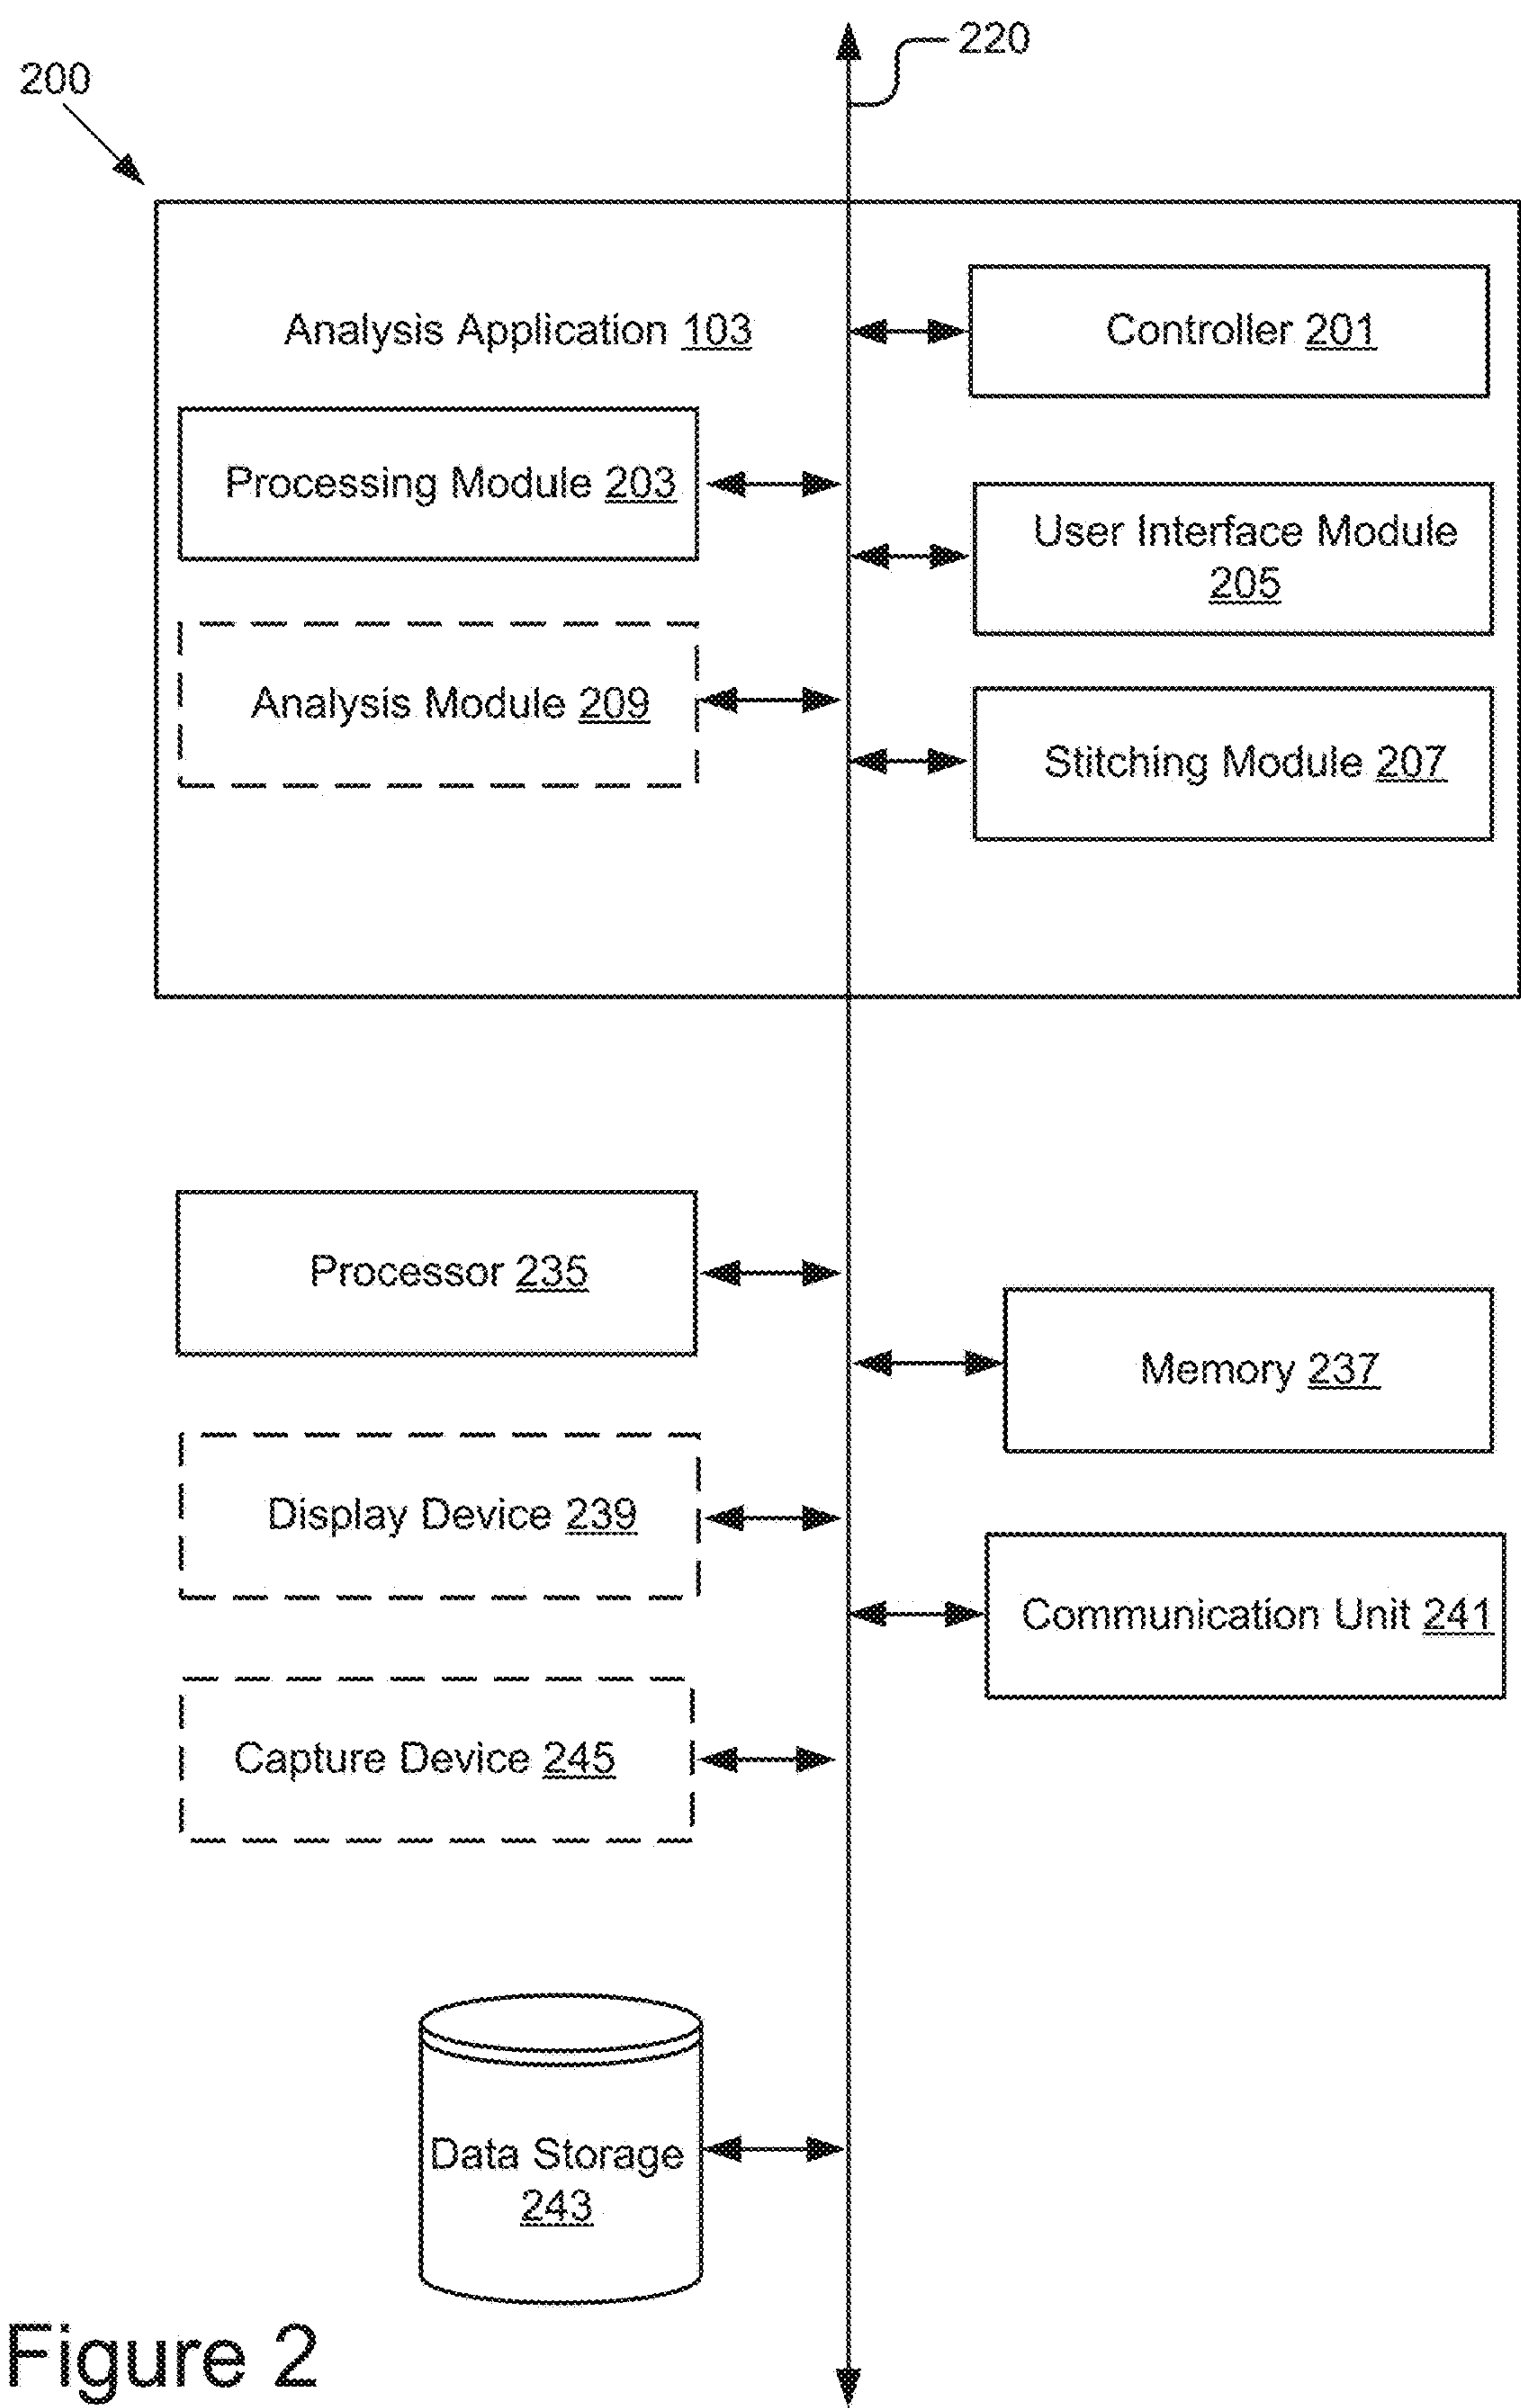 220
200
Analysis Application 103
Controller 201
Processing Module 203
User Interface Module
205
Analysis Module 209
Stitching Module 207
Processor 235
Memory 237
Display Device 239
Communication Unit 241
Capture Device 245
Data Storage
243
Figure 2